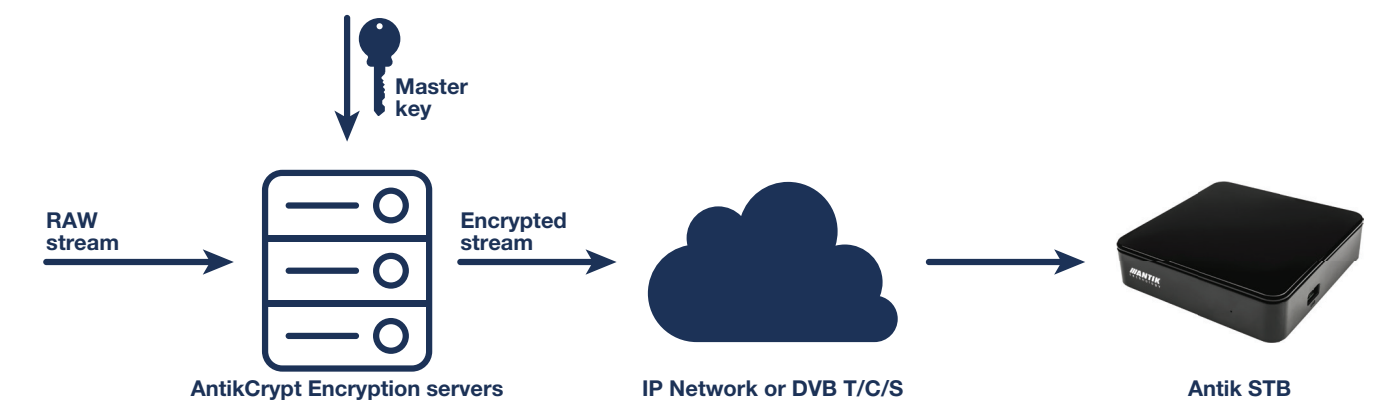 Master
key
RAW
stream
Encrypted
stream
ANTIK
AntikCrypt Encryption servers
IP Network or DVB T/C/S
Antik STB